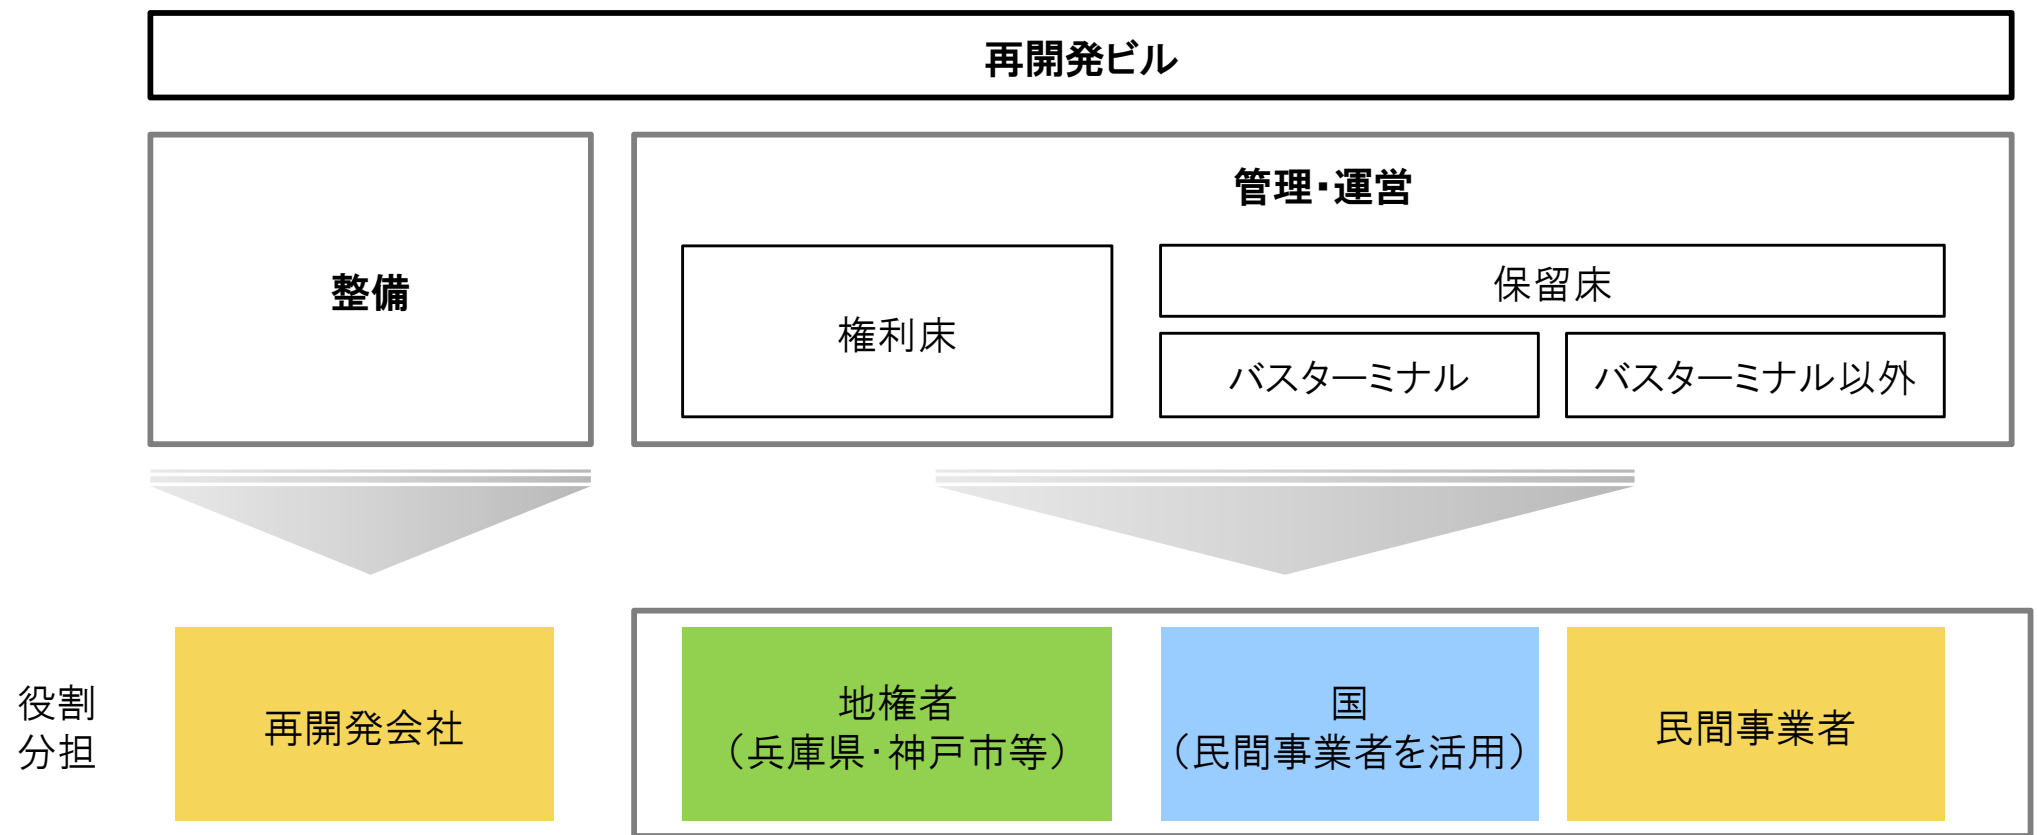 再開発ビル
整備
管理・運営
権利床
保留床
バスターミナル
バスターミナル以外
役割
分担
再開発会社
地権者
（兵庫県・神戸市等）
国
（民間事業者を活用）
民間事業者